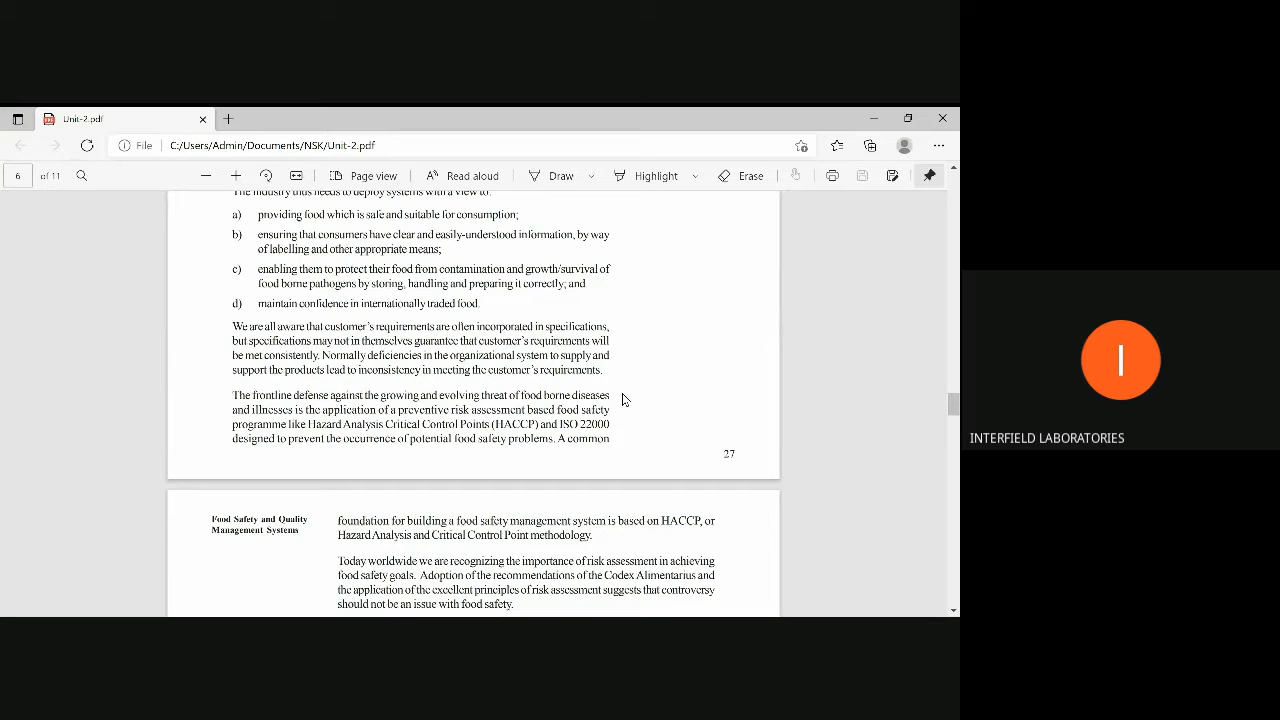 Unit-2.pdf
File
C:/Users/Admin/Documents/NSK/Unit-2.pdf
6 of 11
Page view
Read aloud
Draw
Highlight
Erase
The industry thus needs to deploy systems with a view to:
a) providing food which is safe and suitable for consumption;
b) ensuring that consumers have clear and easily-understood information, by way
of labelling and other appropriate means;
c) enabling them to protect their food from contamination and growth/survival of
food borne pathogens by storing, handling and preparing it correctly; and
d) maintain confidence in internationally traded food.
We are all aware that customer's requirements are often incorporated in specifications,
but specifications may not in themselves guarantee that customer's requirements will
be met consistently. Normally deficiencies in the organizational system to supply and
support the products lead to inconsistency in meeting the customer's requirements.
The frontline defense against the growing and evolving threat of food borne diseases
and illnesses is the application of a preventive risk assessment based food safety
programme like Hazard Analysis Critical Control Points (HACCP) and ISO 22000
designed to prevent the occurrence of potential food safety problems. A common
27
Food Safety and Quality
Management Systems
foundation for building a food safety management system is based on HACCP, or
Hazard Analysis and Critical Control Point methodology.
Today worldwide we are recognizing the importance of risk assessment in achieving
food safety goals. Adoption of the recommendations of the Codex Alimentarius and
the application of the excellent principles of risk assessment suggests that controversy
should not be an issue with food safety.
I
INTERFIELD LABORATORIES